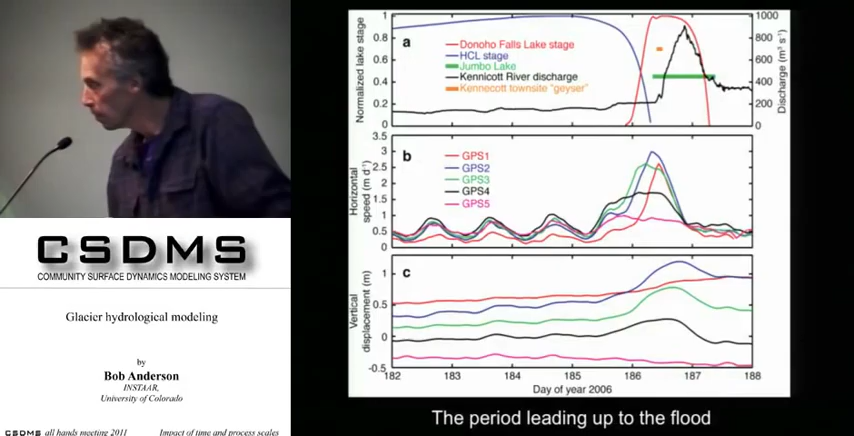 CSDMS
COMMUNITY SURFACE DYNAMICS MODELING SYSTEM
Glacier hydrological modeling
by
Bob Anderson
INSTAAR,
University of Colorado
CSDMS all hands meeting 2011 Impact of time and process scales
a
Normalized lake stage
1
0.8
0.6
0.4
0.2
0
Donoho Falls Lake stage
HCL stage
Jumbo Lake
Kennicott River discharge
Kennecott townsite "geyser"
1000
800
600
400
200
0
Discharge (m³ s⁻¹)
b
Horizontal
speed (m d⁻¹)
3.5
3
2.5
2
1.5
1
0.5
0
GPS1
GPS2
GPS3
GPS4
GPS5
c
Vertical
displacement (m)
1
0.5
0
-0.5
182 183 184 185 186 187 188
Day of year 2006
The period leading up to the flood